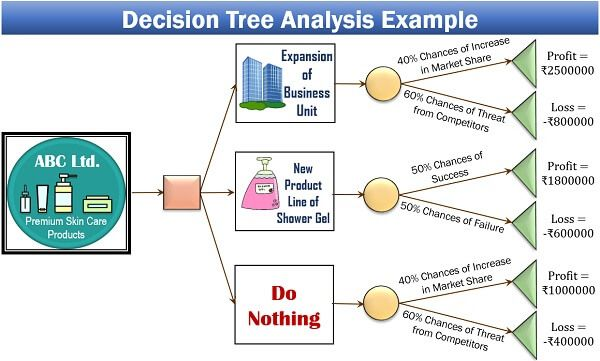 Decision Tree Analysis Example
ABC Ltd.
Premium Skin Care
Products
Expansion
of
Business
Unit
40% Chances of Increase
in Market Share
Profit =
₹2500000
60% Chances of Threat
from Competitors
Loss =
-₹800000
New
Product
Line of
Shower Gel
50% Chances of
Success
Profit =
₹1800000
50% Chances of Failure
Loss =
-₹600000
Do
Nothing
40% Chances of Increase
in Market Share
Profit =
₹1000000
60% Chances of Threat
from Competitors
Loss =
-₹400000